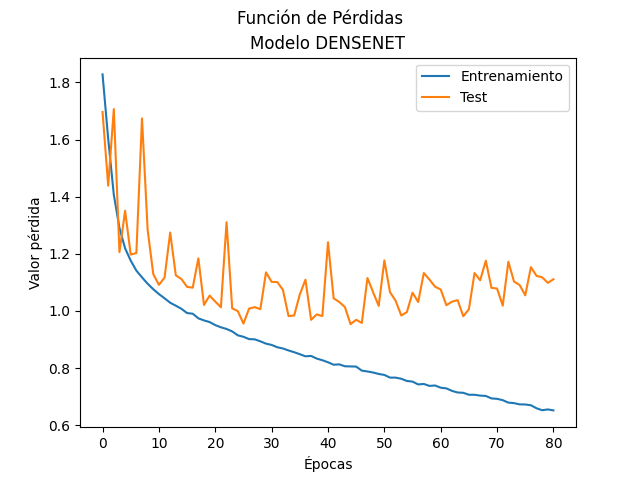 Función de Pérdidas
Modelo DENSENET
Entrenamiento
Test
Valor pérdida
1.8
1.6
1.4
1.2
1.0
0.8
0.6
0 10 20 30 40 50 60 70 80
Épocas